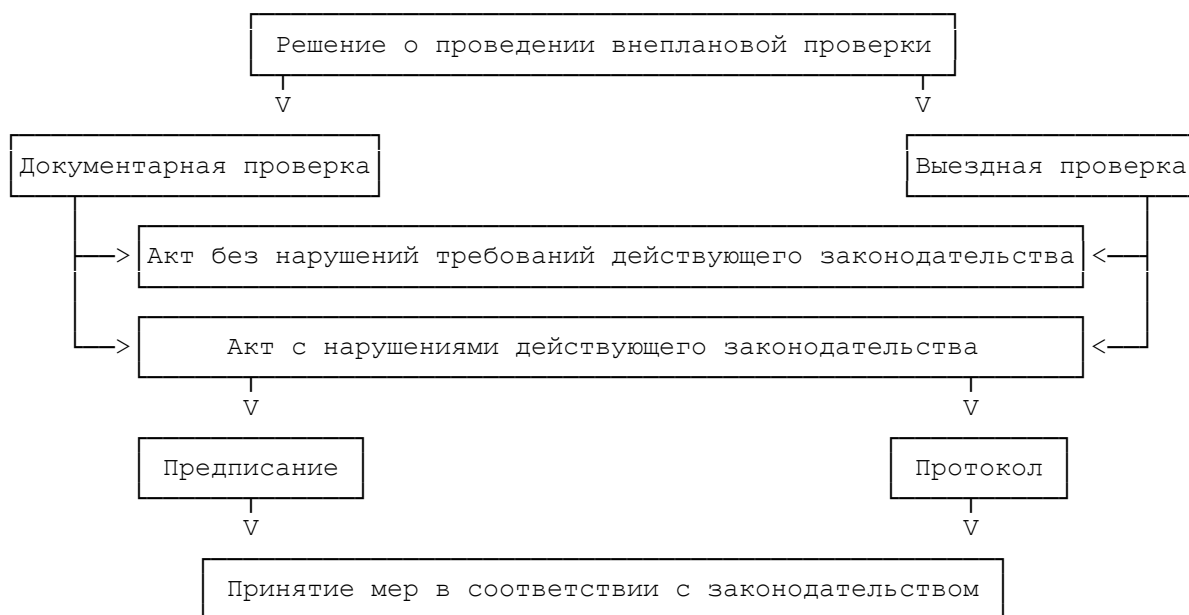 Решение о проведении внеплановой проверки
V V
Документарная проверка Выездная проверка
> Акт без нарушений требований действующего законодательства <
> Акт с нарушениями действующего законодательства <
V V
Предписание Протокол
V V
Принятие мер в соответствии с законодательством